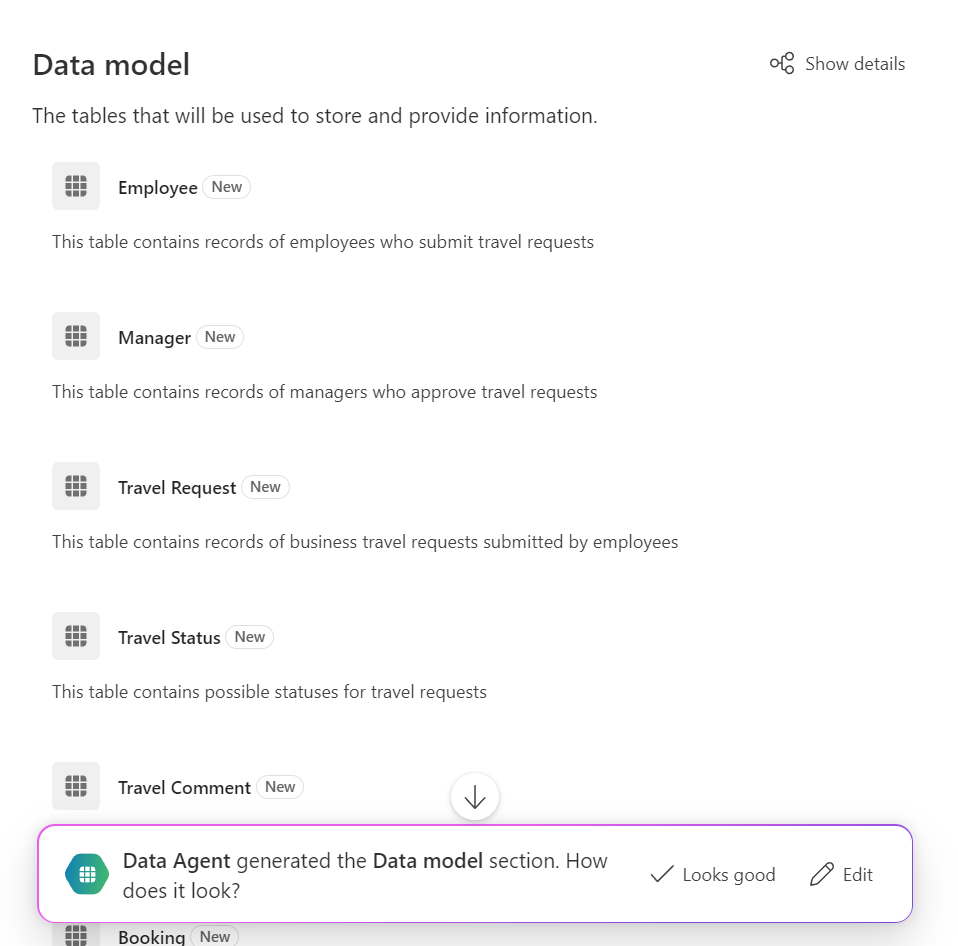 Data model
Show details
The tables that will be used to store and provide information.
Employee New
This table contains records of employees who submit travel requests
Manager New
This table contains records of managers who approve travel requests
Travel Request New
This table contains records of business travel requests submitted by employees
Travel Status New
This table contains possible statuses for travel requests
Travel Comment New
Data Agent generated the Data model section. How
does it look?
Looks good
Edit
Booking New